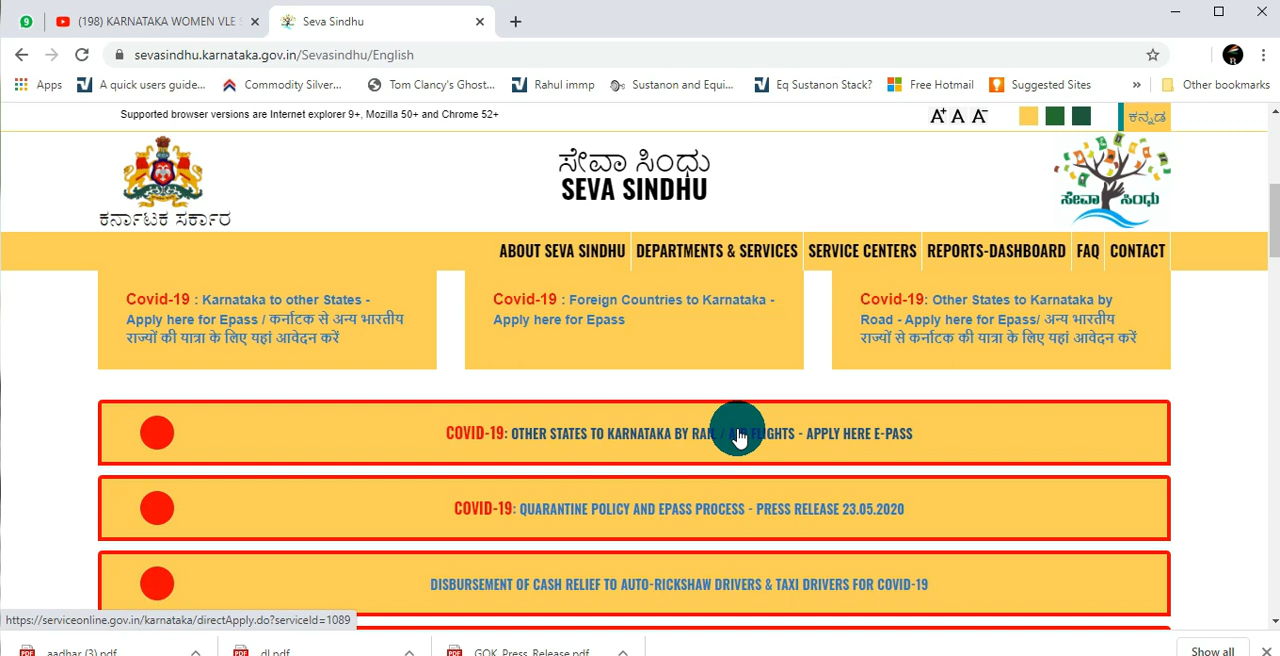 9
(198) KARNATAKA WOMEN VLE
Seva Sindhu
sevasindhu.karnataka.gov.in/Sevasindhu/English
R
Apps
A quick users guide...
Commodity Silver...
Tom Clancy's Ghost...
Rahul immp
Sustanon and Equi...
Eq Sustanon Stack?
Free Hotmail
Suggested Sites
»
Other bookmarks
Supported browser versions are Internet explorer 9+, Mozilla 50+ and Chrome 52+
A+ A A-
ಕನ್ನಡ
ಸೇವಾ ಸಿಂಧು
SEVA SINDHU
ಕರ್ನಾಟಕ ಸರ್ಕಾರ
ಸೇವಾ ಸಿಂಧು
ABOUT SEVA SINDHU
DEPARTMENTS & SERVICES
SERVICE CENTERS
REPORTS-DASHBOARD
FAQ
CONTACT
Covid-19 : Karnataka to other States -
Apply here for Epass / कर्नाटक से अन्य भारतीय
राज्यों की यात्रा के लिए यहां आवेदन करें
Covid-19 : Foreign Countries to Karnataka -
Apply here for Epass
Covid-19: Other States to Karnataka by
Road - Apply here for Epass/ अन्य भारतीय
राज्यों से कर्नाटक की यात्रा के लिए यहां आवेदन करें
COVID-19: OTHER STATES TO KARNATAKA BY RAIL / AIR FLIGHTS - APPLY HERE E-PASS
COVID-19: QUARANTINE POLICY AND EPASS PROCESS - PRESS RELEASE 23.05.2020
DISBURSEMENT OF CASH RELIEF TO AUTO-RICKSHAW DRIVERS & TAXI DRIVERS FOR COVID-19
https://serviceonline.gov.in/karnataka/directApply.do?serviceId=1089
aadhar (3).pdf
dl.pdf
GOK Press Release.pdf
Show all